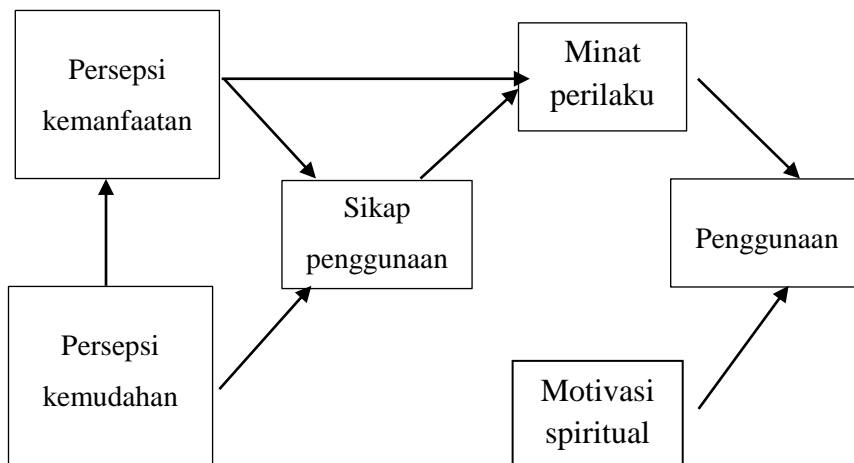 Persepsi
kemanfaatan
Minat
perilaku
Sikap
penggunaan
Penggunaan
Persepsi
kemudahan
Motivasi
spiritual